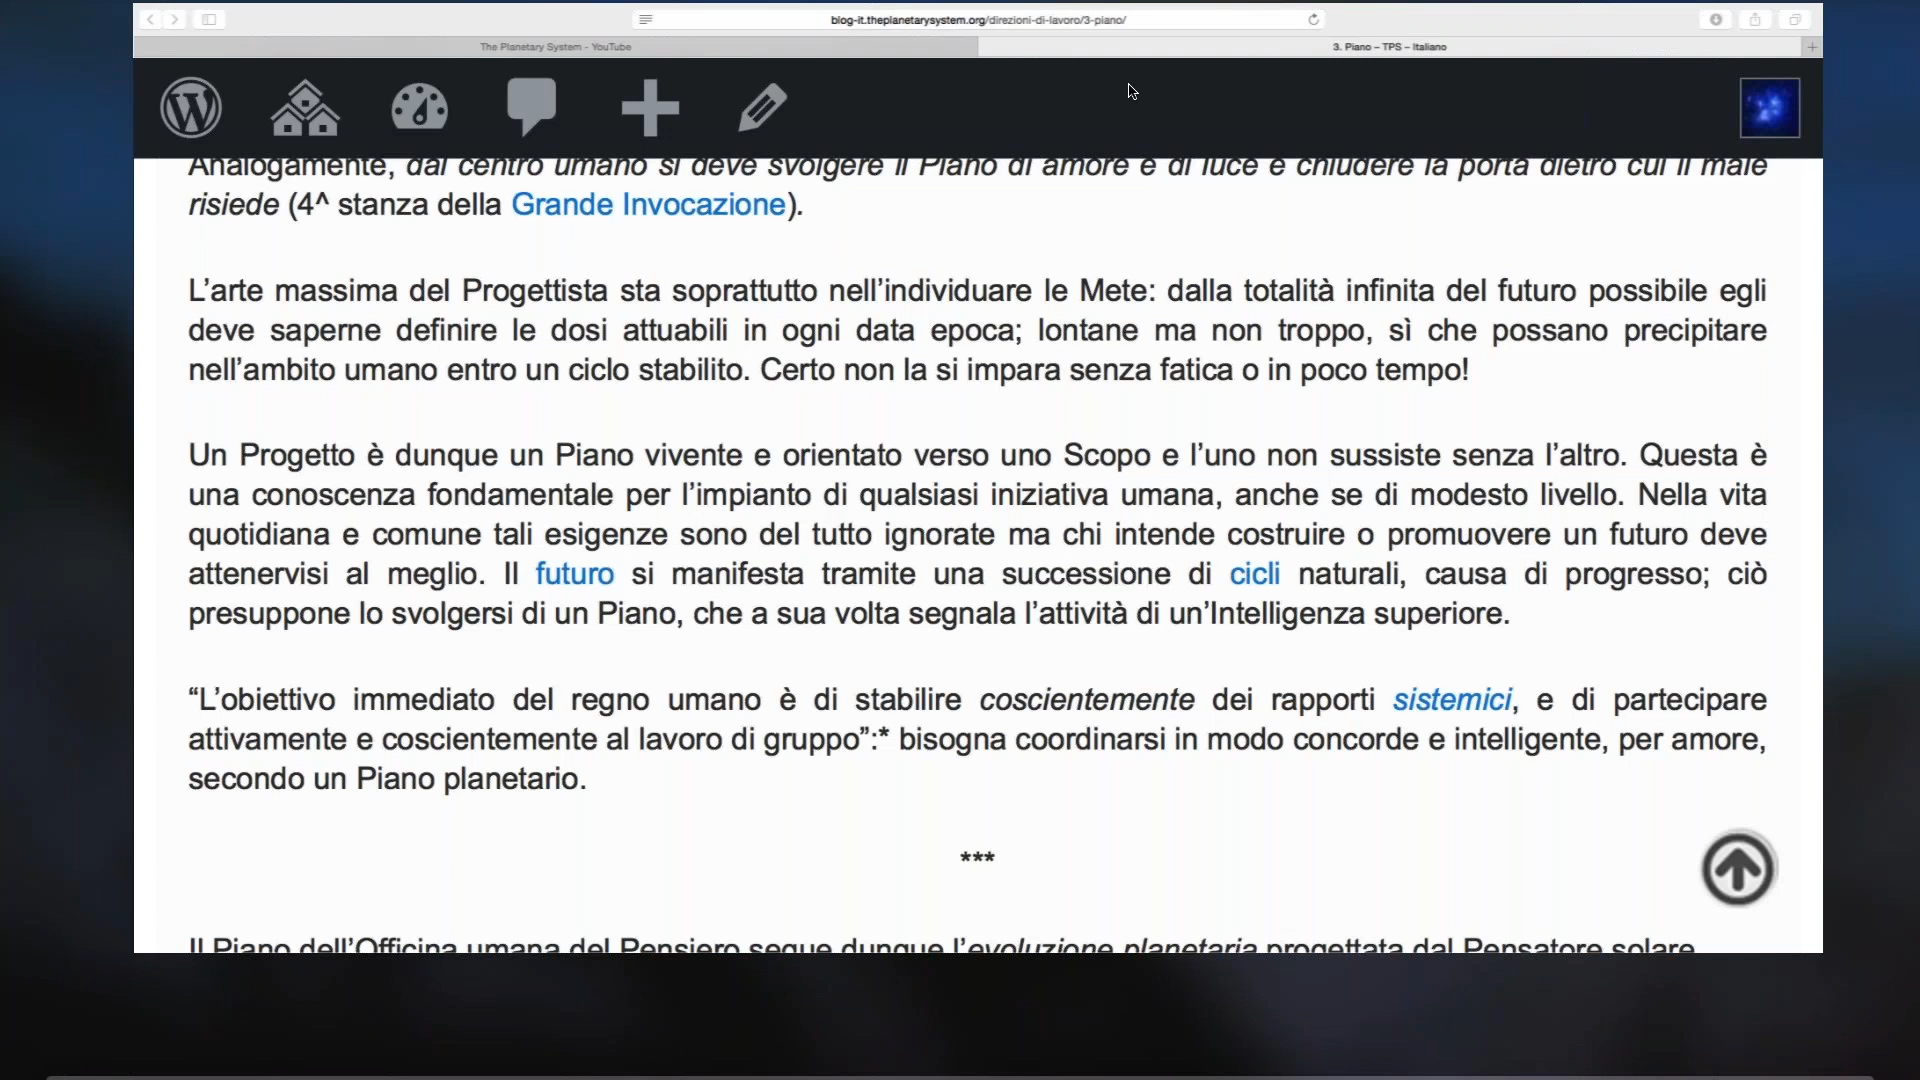 blog-it.theplanetarysystem.org/direzioni-di-lavoro/3-piano/
The Planetary System - YouTube
3. Piano – TPS – Italiano
Analogamente, dal centro umano si deve svolgere il Piano di amore e di luce e chiudere la porta dietro cui il male
risiede (4^ stanza della Grande Invocazione).
L’arte massima del Progettista sta soprattutto nell’individuare le Mete: dalla totalità infinita del futuro possibile egli
deve saperne definire le dosi attuabili in ogni data epoca; lontane ma non troppo, sì che possano precipitare
nell’ambito umano entro un ciclo stabilito. Certo non la si impara senza fatica o in poco tempo!
Un Progetto è dunque un Piano vivente e orientato verso uno Scopo e l’uno non sussiste senza l’altro. Questa è
una conoscenza fondamentale per l’impianto di qualsiasi iniziativa umana, anche se di modesto livello. Nella vita
quotidiana e comune tali esigenze sono del tutto ignorate ma chi intende costruire o promuovere un futuro deve
attenervisi al meglio. Il futuro si manifesta tramite una successione di cicli naturali, causa di progresso; ciò
presuppone lo svolgersi di un Piano, che a sua volta segnala l’attività di un’Intelligenza superiore.
“L’obiettivo immediato del regno umano è di stabilire coscientemente dei rapporti sistemici, e di partecipare
attivamente e coscientemente al lavoro di gruppo”:* bisogna coordinarsi in modo concorde e intelligente, per amore,
secondo un Piano planetario.
***
Il Piano dell’Officina umana del Pensiero segue dunque l’evoluzione planetaria progettata dal Pensatore solare